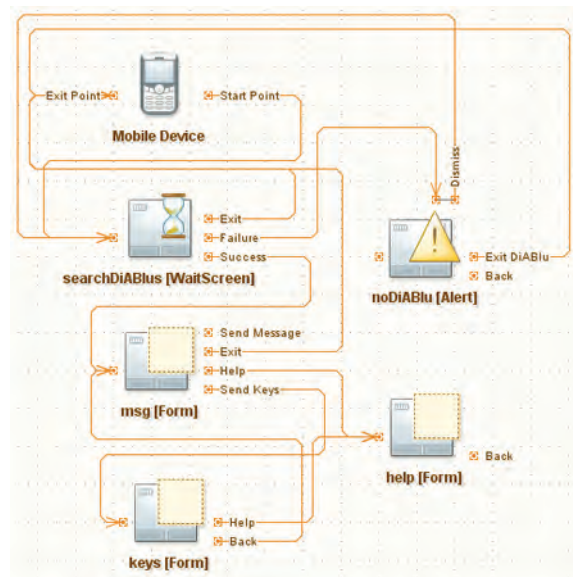 Exit Point
Start Point
Mobile Device
Dismiss
Exit
Failure
Success
searchDiABlus [WaitScreen]
Exit DiABlu
Back
noDiABlu [Alert]
Send Message
Exit
Help
Send Keys
msg [Form]
Back
help [Form]
Help
Back
keys [Form]